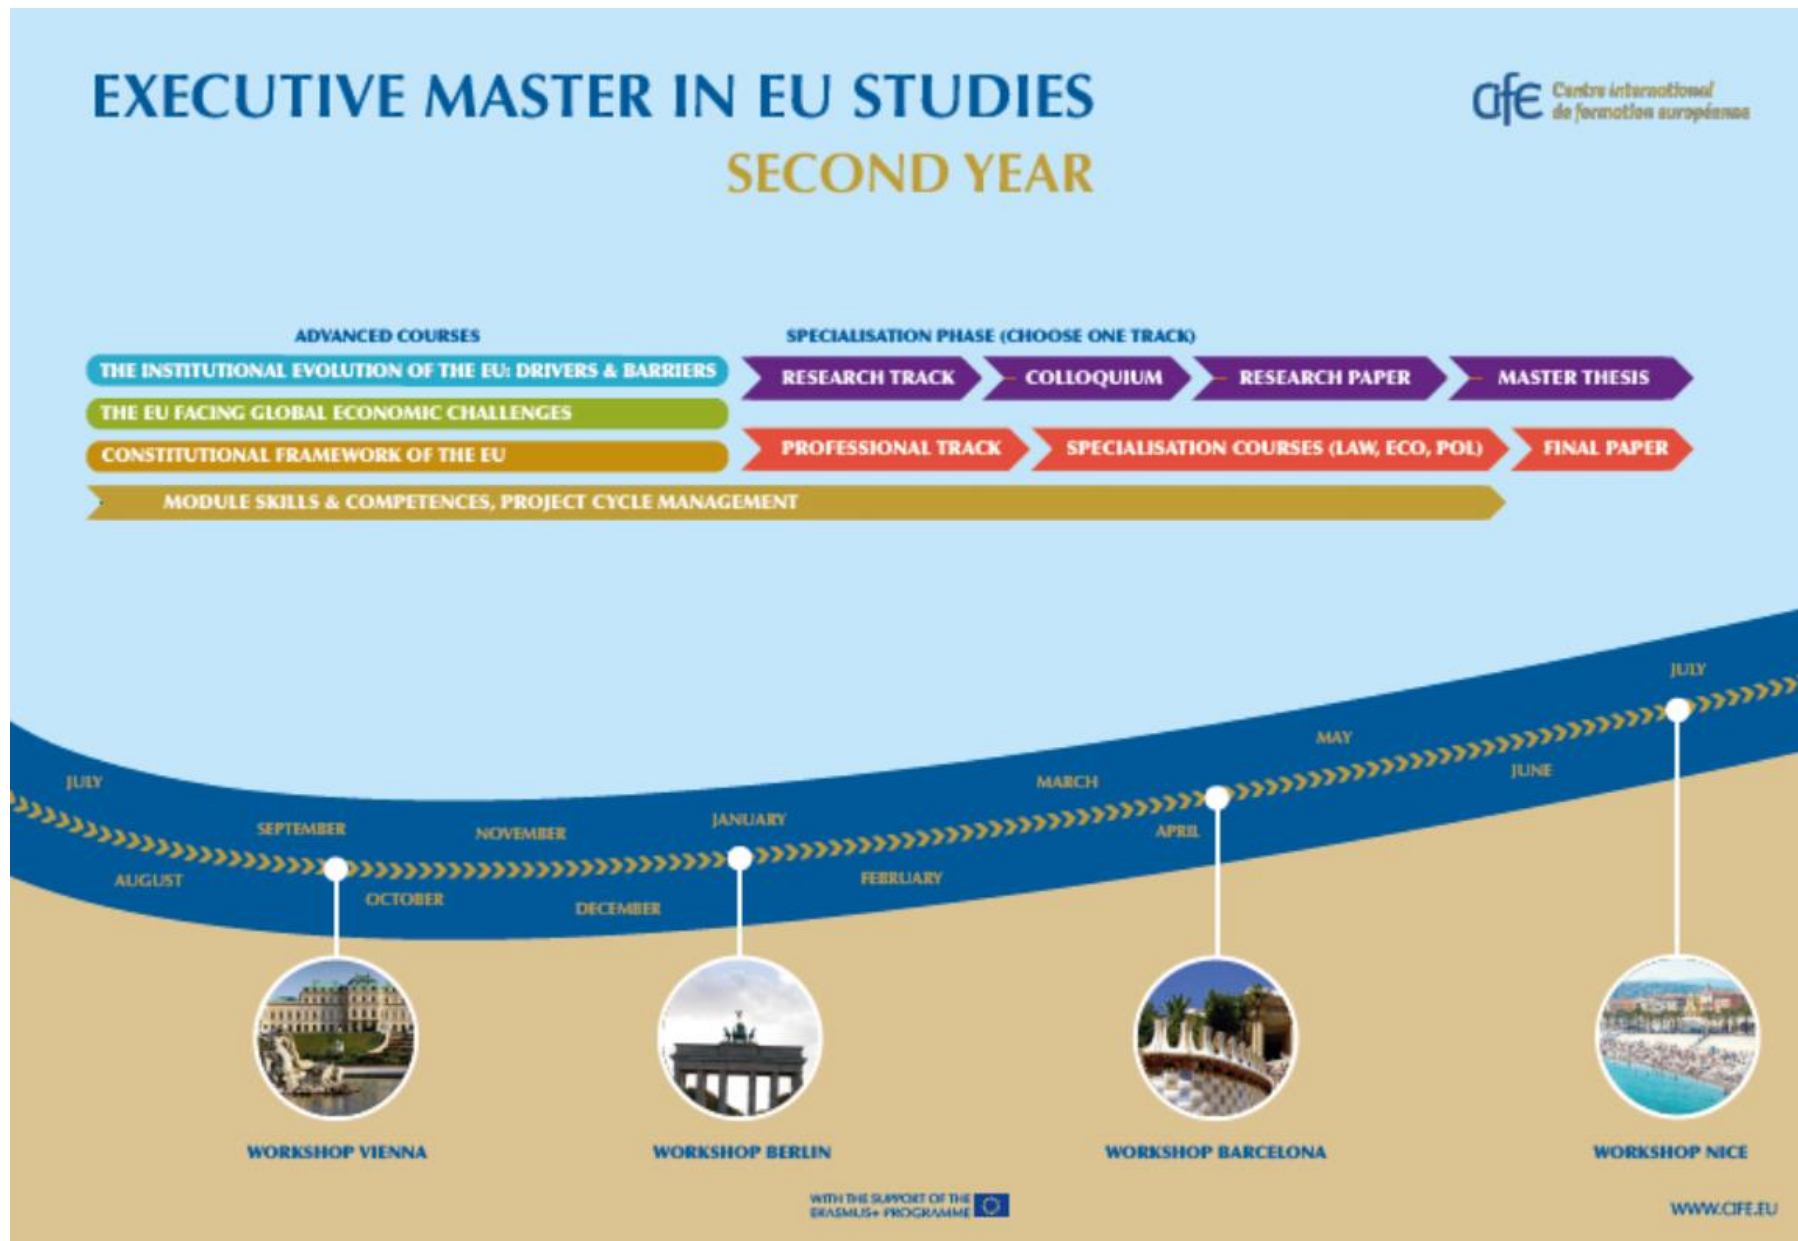 EXECUTIVE MASTER IN EU STUDIES
SECOND YEAR
cife Centre international
de formation européenne
ADVANCED COURSES
THE INSTITUTIONAL EVOLUTION OF THE EU: DRIVERS & BARRIERS
THE EU FACING GLOBAL ECONOMIC CHALLENGES
CONSTITUTIONAL FRAMEWORK OF THE EU
MODULE SKILLS & COMPETENCES, PROJECT CYCLE MANAGEMENT
SPECIALISATION PHASE (CHOOSE ONE TRACK)
RESEARCH TRACK
COLLOQUIUM
RESEARCH PAPER
MASTER THESIS
PROFESSIONAL TRACK
SPECIALISATION COURSES (LAW, ECO, POL)
FINAL PAPER
JULY
AUGUST
SEPTEMBER
OCTOBER
NOVEMBER
DECEMBER
JANUARY
FEBRUARY
MARCH
APRIL
MAY
JUNE
JULY
WORKSHOP VIENNA
WORKSHOP BERLIN
WORKSHOP BARCELONA
WORKSHOP NICE
WITH THE SUPPORT OF THE
ERASMUS+ PROGRAMME
WWW.CIFE.EU